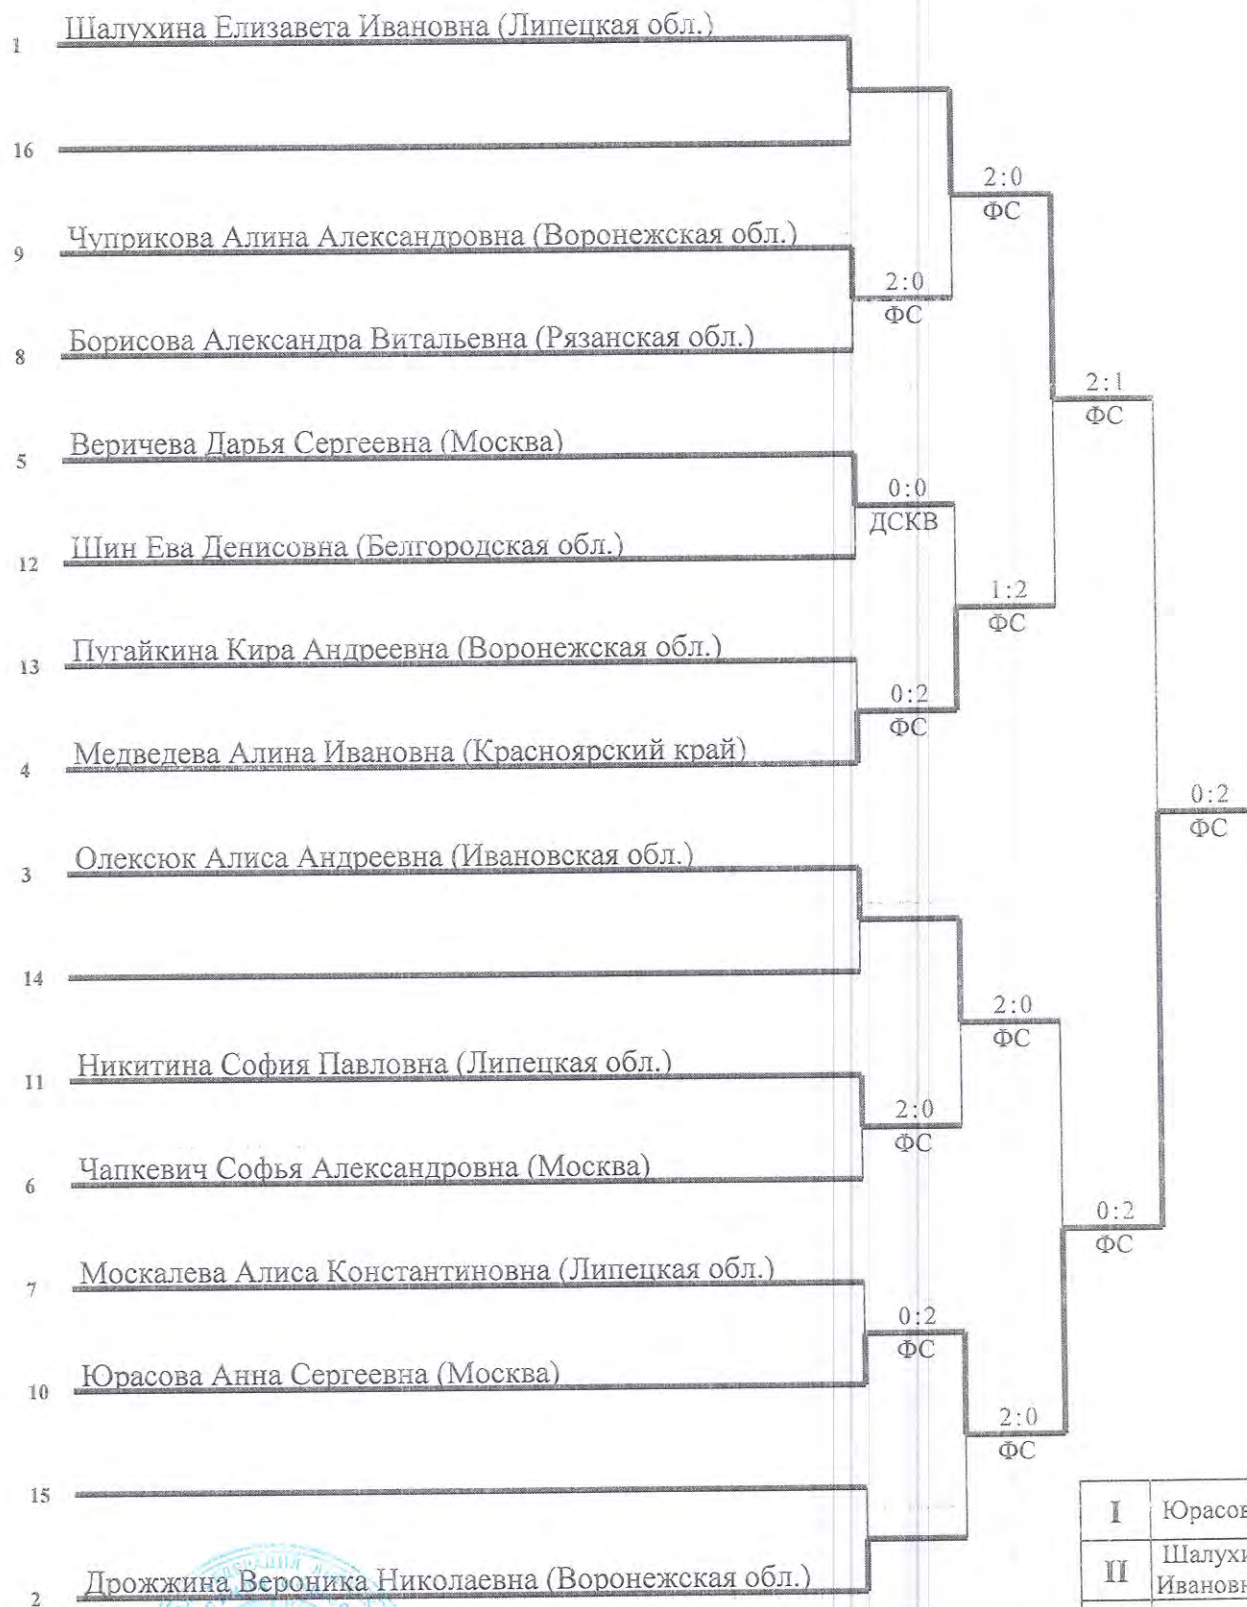 1 Шалухина Елизавета Ивановна (Липецкая обл.)
16
2:0
ФС
9 Чуприкова Алина Александровна (Воронежская обл.)
2:0
ФС
8 Борисова Александра Витальевна (Рязанская обл.)
2:1
ФС
5 Веричева Дарья Сергеевна (Москва)
0:0
ДСКВ
12 Шин Ева Денисовна (Белгородская обл.)
1:2
ФС
13 Пугайкина Кира Андреевна (Воронежская обл.)
0:2
ФС
4 Медведева Алина Ивановна (Красноярский край)
0:2
ФС
3 Олексюк Алиса Андреевна (Ивановская обл.)
14
2:0
ФС
11 Никитина София Павловна (Липецкая обл.)
2:0
ФС
6 Чапкевич Софья Александровна (Москва)
0:2
ФС
7 Москалева Алиса Константиновна (Липецкая обл.)
0:2
ФС
10 Юрасова Анна Сергеевна (Москва)
2:0
ФС
15
I Юрасов
II Шалухи
Ивановн
2 Дрожжина Вероника Николаевна (Воронежская обл.)